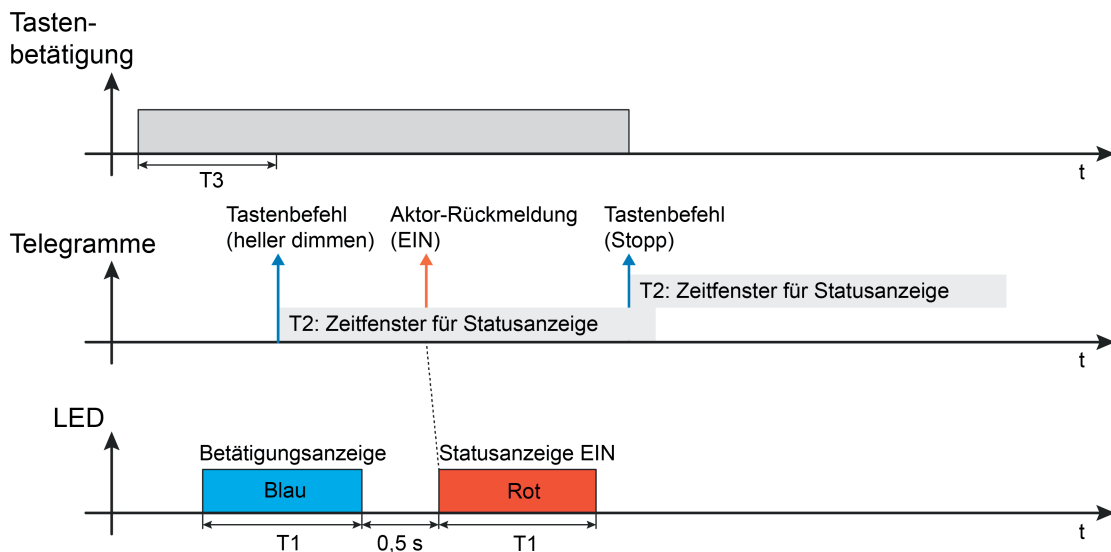 Tasten-
betätigung
t
T3
Tastenbefehl
(heller dimmen)
Aktor-Rückmeldung
(EIN)
Tastenbefehl
(Stopp)
Telegramme
T2: Zeitfenster für Statusanzeige
T2: Zeitfenster für Statusanzeige
t
LED
Betätigungsanzeige
Statusanzeige EIN
Blau
Rot
t
T1
0,5 s
T1